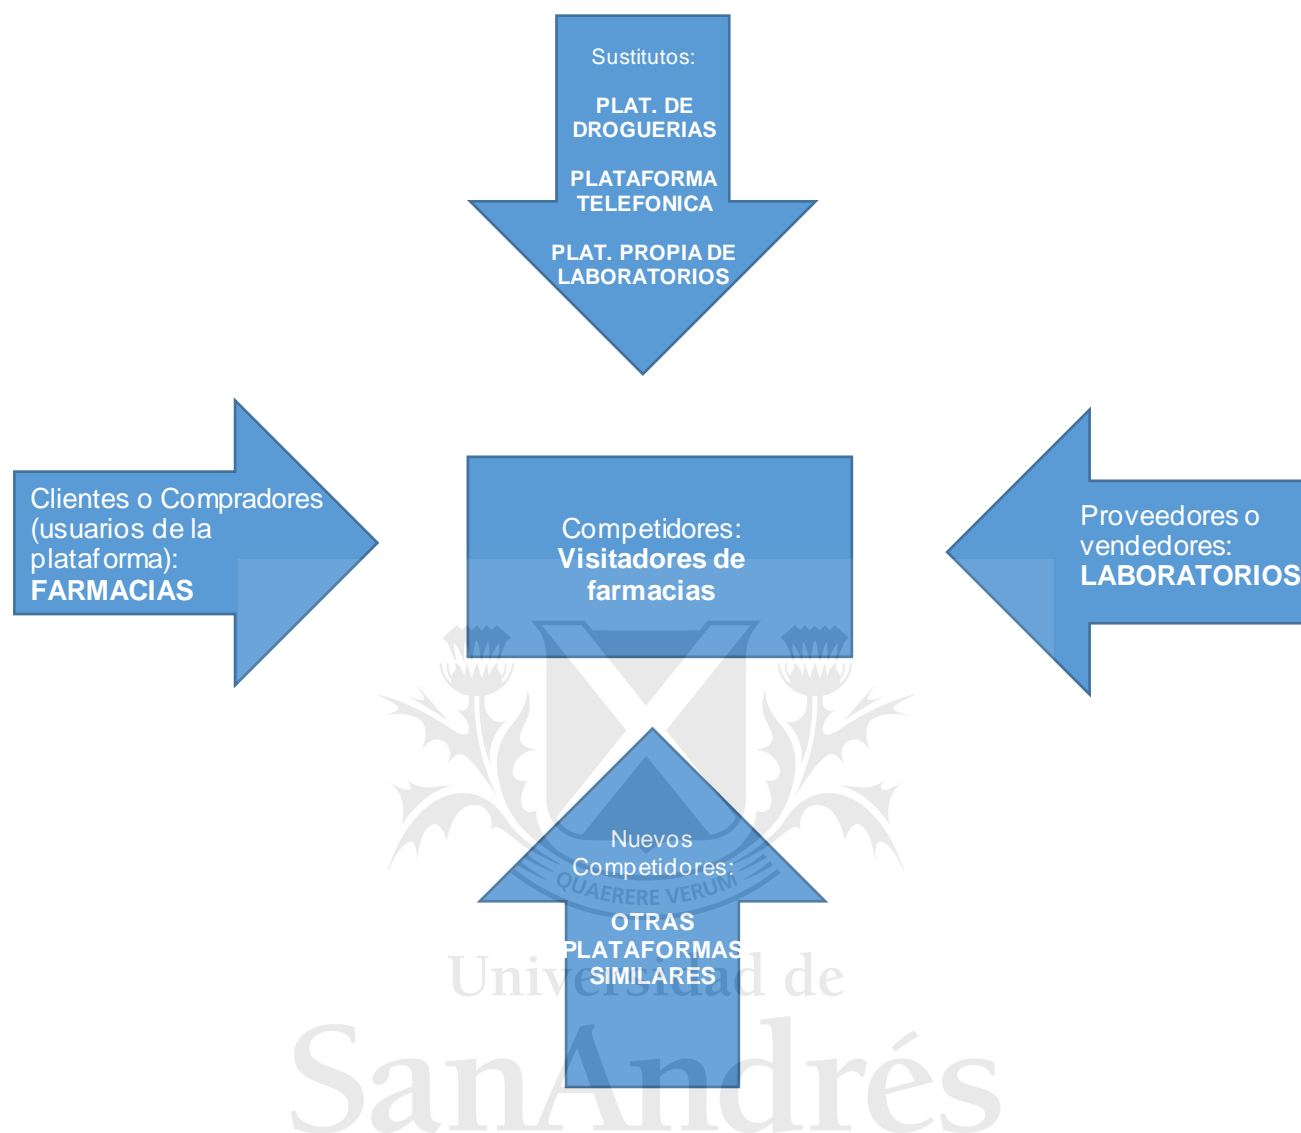 Sustitutos:
PLAT. DE
DROGUERIAS
PLATAFORMA
TELEFONICA
PLAT. PROPIA DE
LABORATORIOS
Clientes o Compradores
(usuarios de la
plataforma):
FARMACIAS
Competidores:
Visitadores de
farmacias
Proveedores o
vendedores:
LABORATORIOS
Nuevos
Competidores:
OTRAS
PLATAFORMAS
SIMILARES
QUAERERE VERUM
Universidad de
SanAndrés